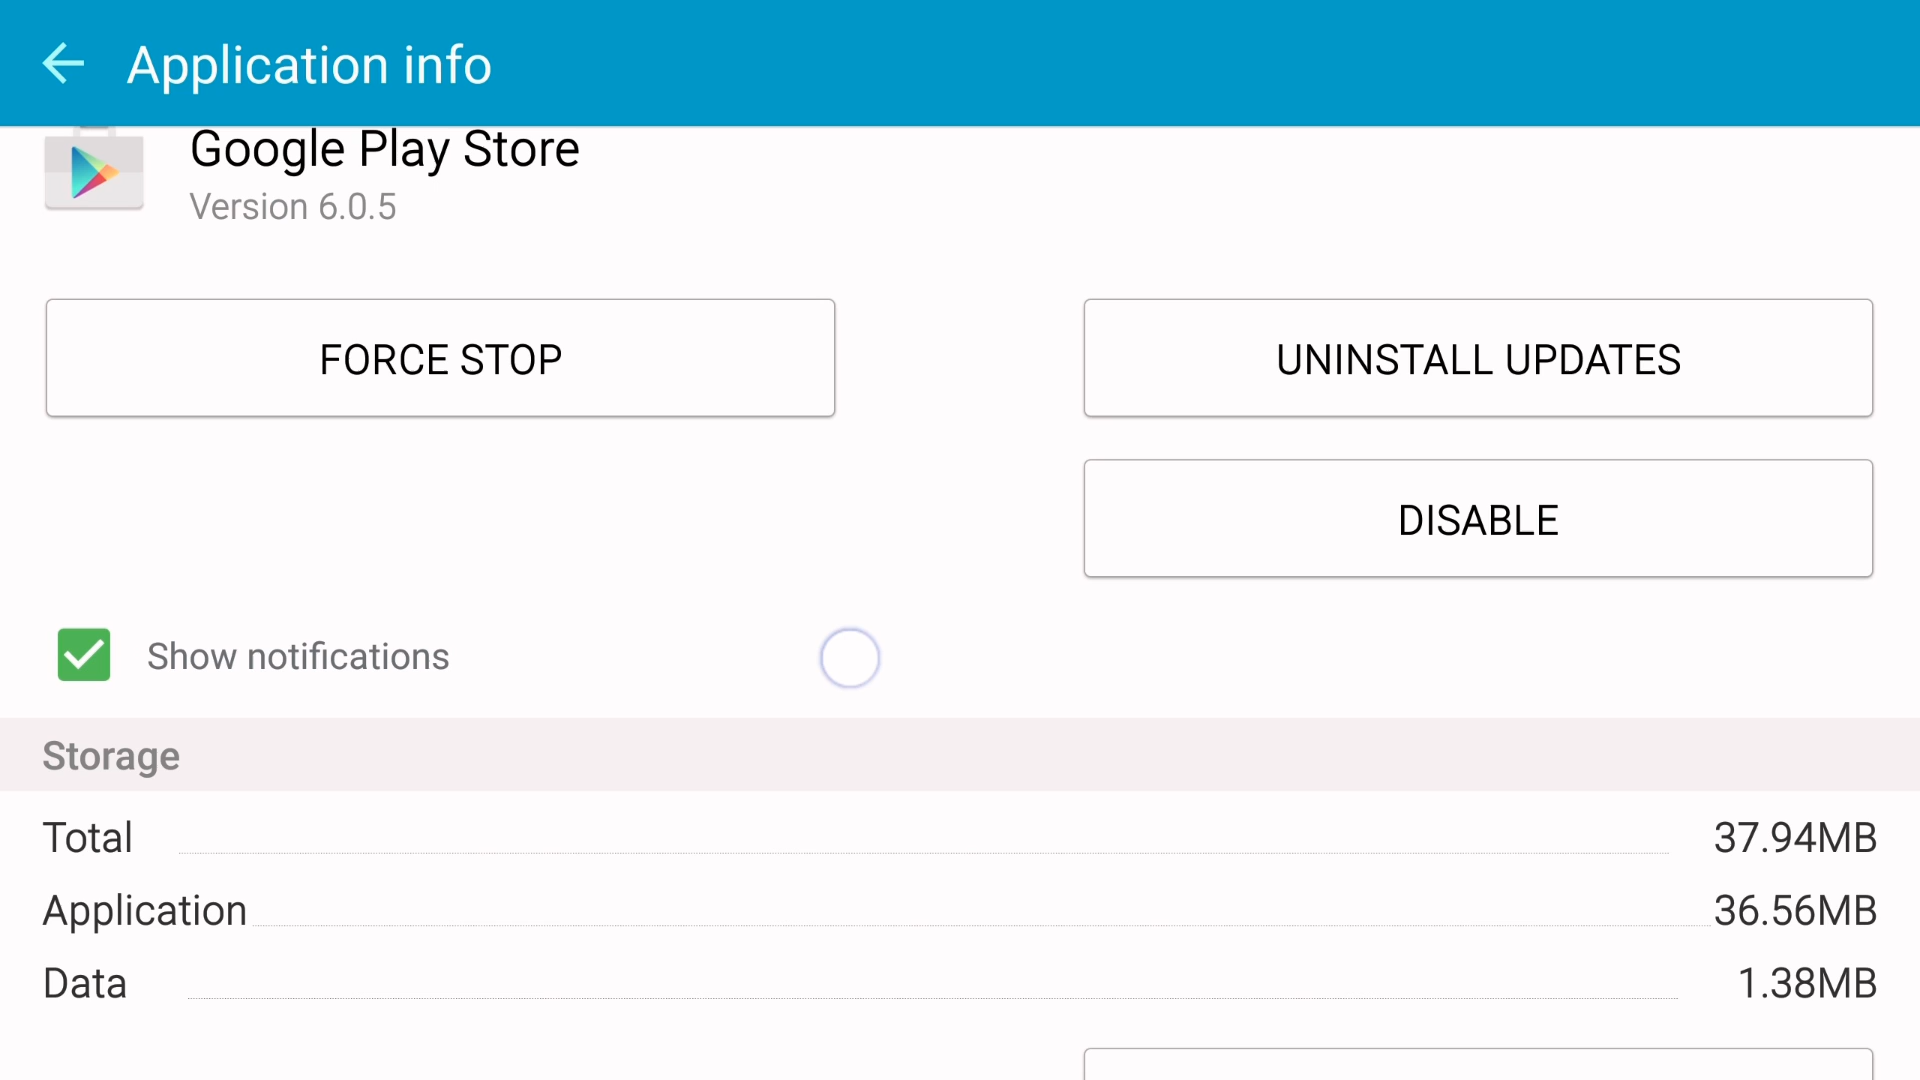 Application info
Google Play Store
Version 6.0.5
FORCE STOP
UNINSTALL UPDATES
DISABLE
Show notifications
Storage
Total 37.94MB
Application 36.56MB
Data 1.38MB